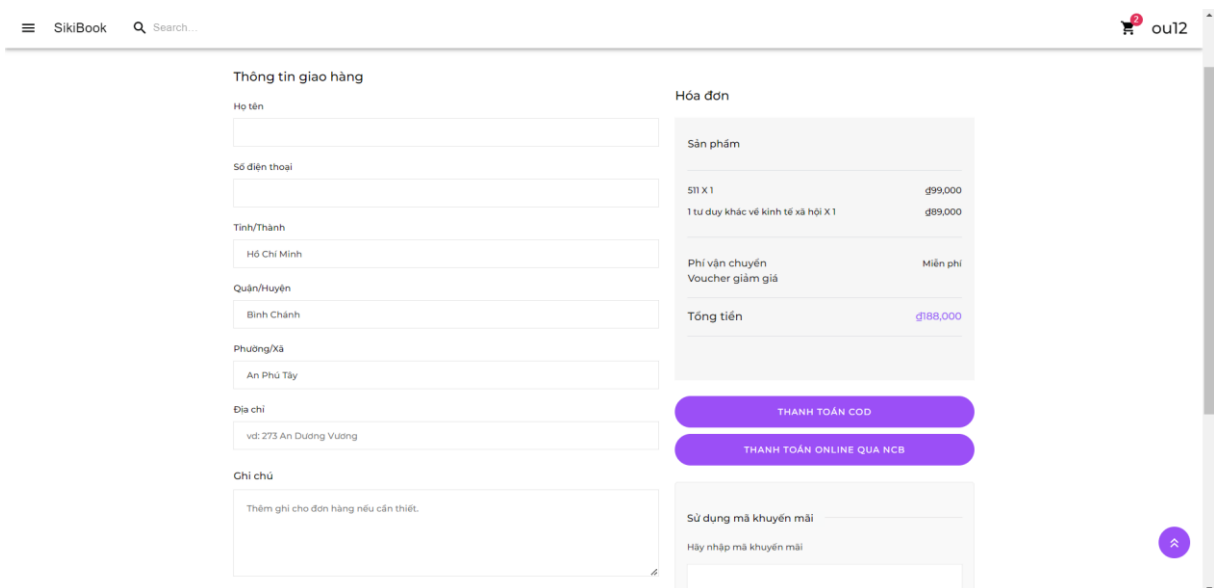 SikiBook
Search...
2
ou12
Thông tin giao hàng
Họ tên
Số điện thoại
Tỉnh/Thành
Hồ Chí Minh
Quận/Huyện
Bình Chánh
Phường/Xã
An Phú Tây
Địa chỉ
vd: 273 An Dương Vương
Ghi chú
Thêm ghi cho đơn hàng nếu cần thiết.
Hóa đơn
Sản phẩm
511 X 1 ₫99,000
1 tư duy khác về kinh tế xã hội X 1 ₫89,000
Phí vận chuyển Miễn phí
Voucher giảm giá
Tổng tiền ₫188,000
THANH TOÁN COD
THANH TOÁN ONLINE QUA NCB
Sử dụng mã khuyến mãi
Hãy nhập mã khuyến mãi